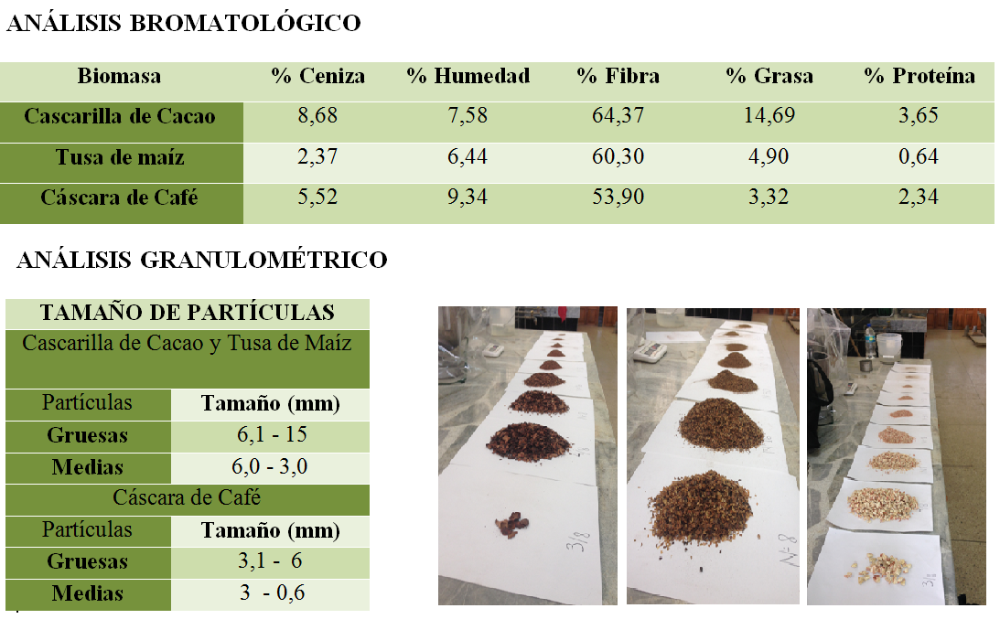 ANÁLISIS BROMATOLÓGICO
Biomasa % Ceniza % Humedad % Fibra % Grasa % Proteína
Cascarilla de Cacao 8,68 7,58 64,37 14,69 3,65
Tusa de maíz 2,37 6,44 60,30 4,90 0,64
Cáscara de Café 5,52 9,34 53,90 3,32 2,34
ANÁLISIS GRANULOMÉTRICO
TAMAÑO DE PARTÍCULAS
Cascarilla de Cacao y Tusa de Maíz
Partículas Tamaño (mm)
Gruesas 6,1 - 15
Medias 6,0 - 3,0
Cáscara de Café
Partículas Tamaño (mm)
Gruesas 3,1 - 6
Medias 3 - 0,6
3/8
N-8
3/8